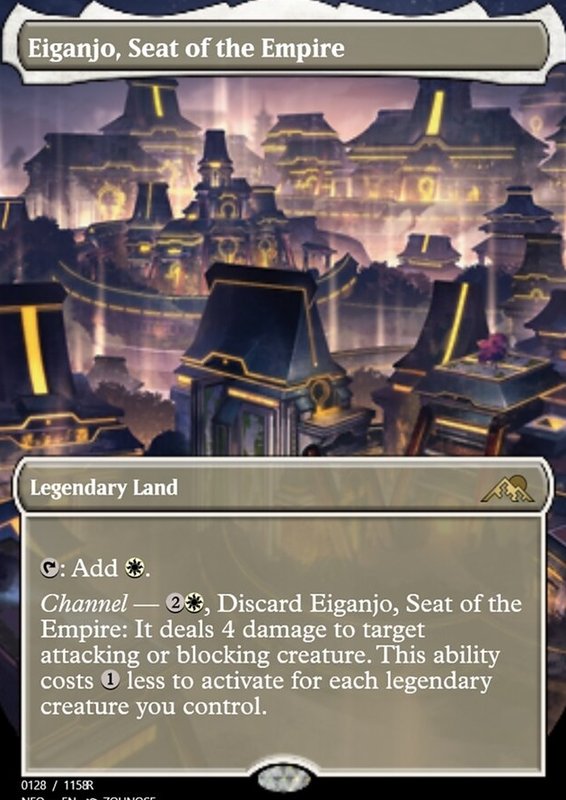 Eiganjo, Seat of the Empire
Legendary Land
: Add .
Channel — 2, Discard Eiganjo, Seat of the
Empire: It deals 4 damage to target
attacking or blocking creature. This ability
costs 1 less to activate for each legendary
creature you control.
0128 / 1158R